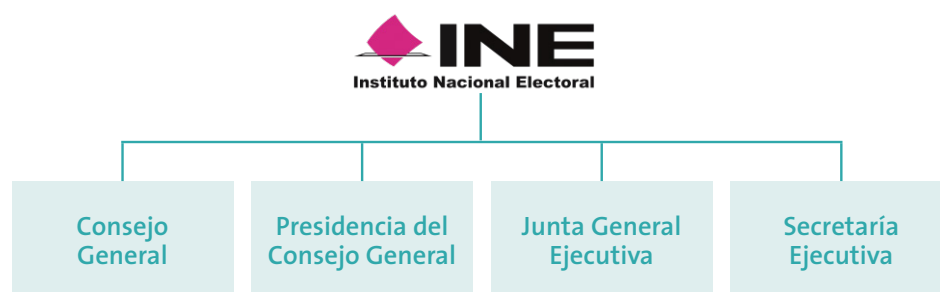 INE
Instituto Nacional Electoral
Consejo
General
Presidencia del
Consejo General
Junta General
Ejecutiva
Secretaría
Ejecutiva